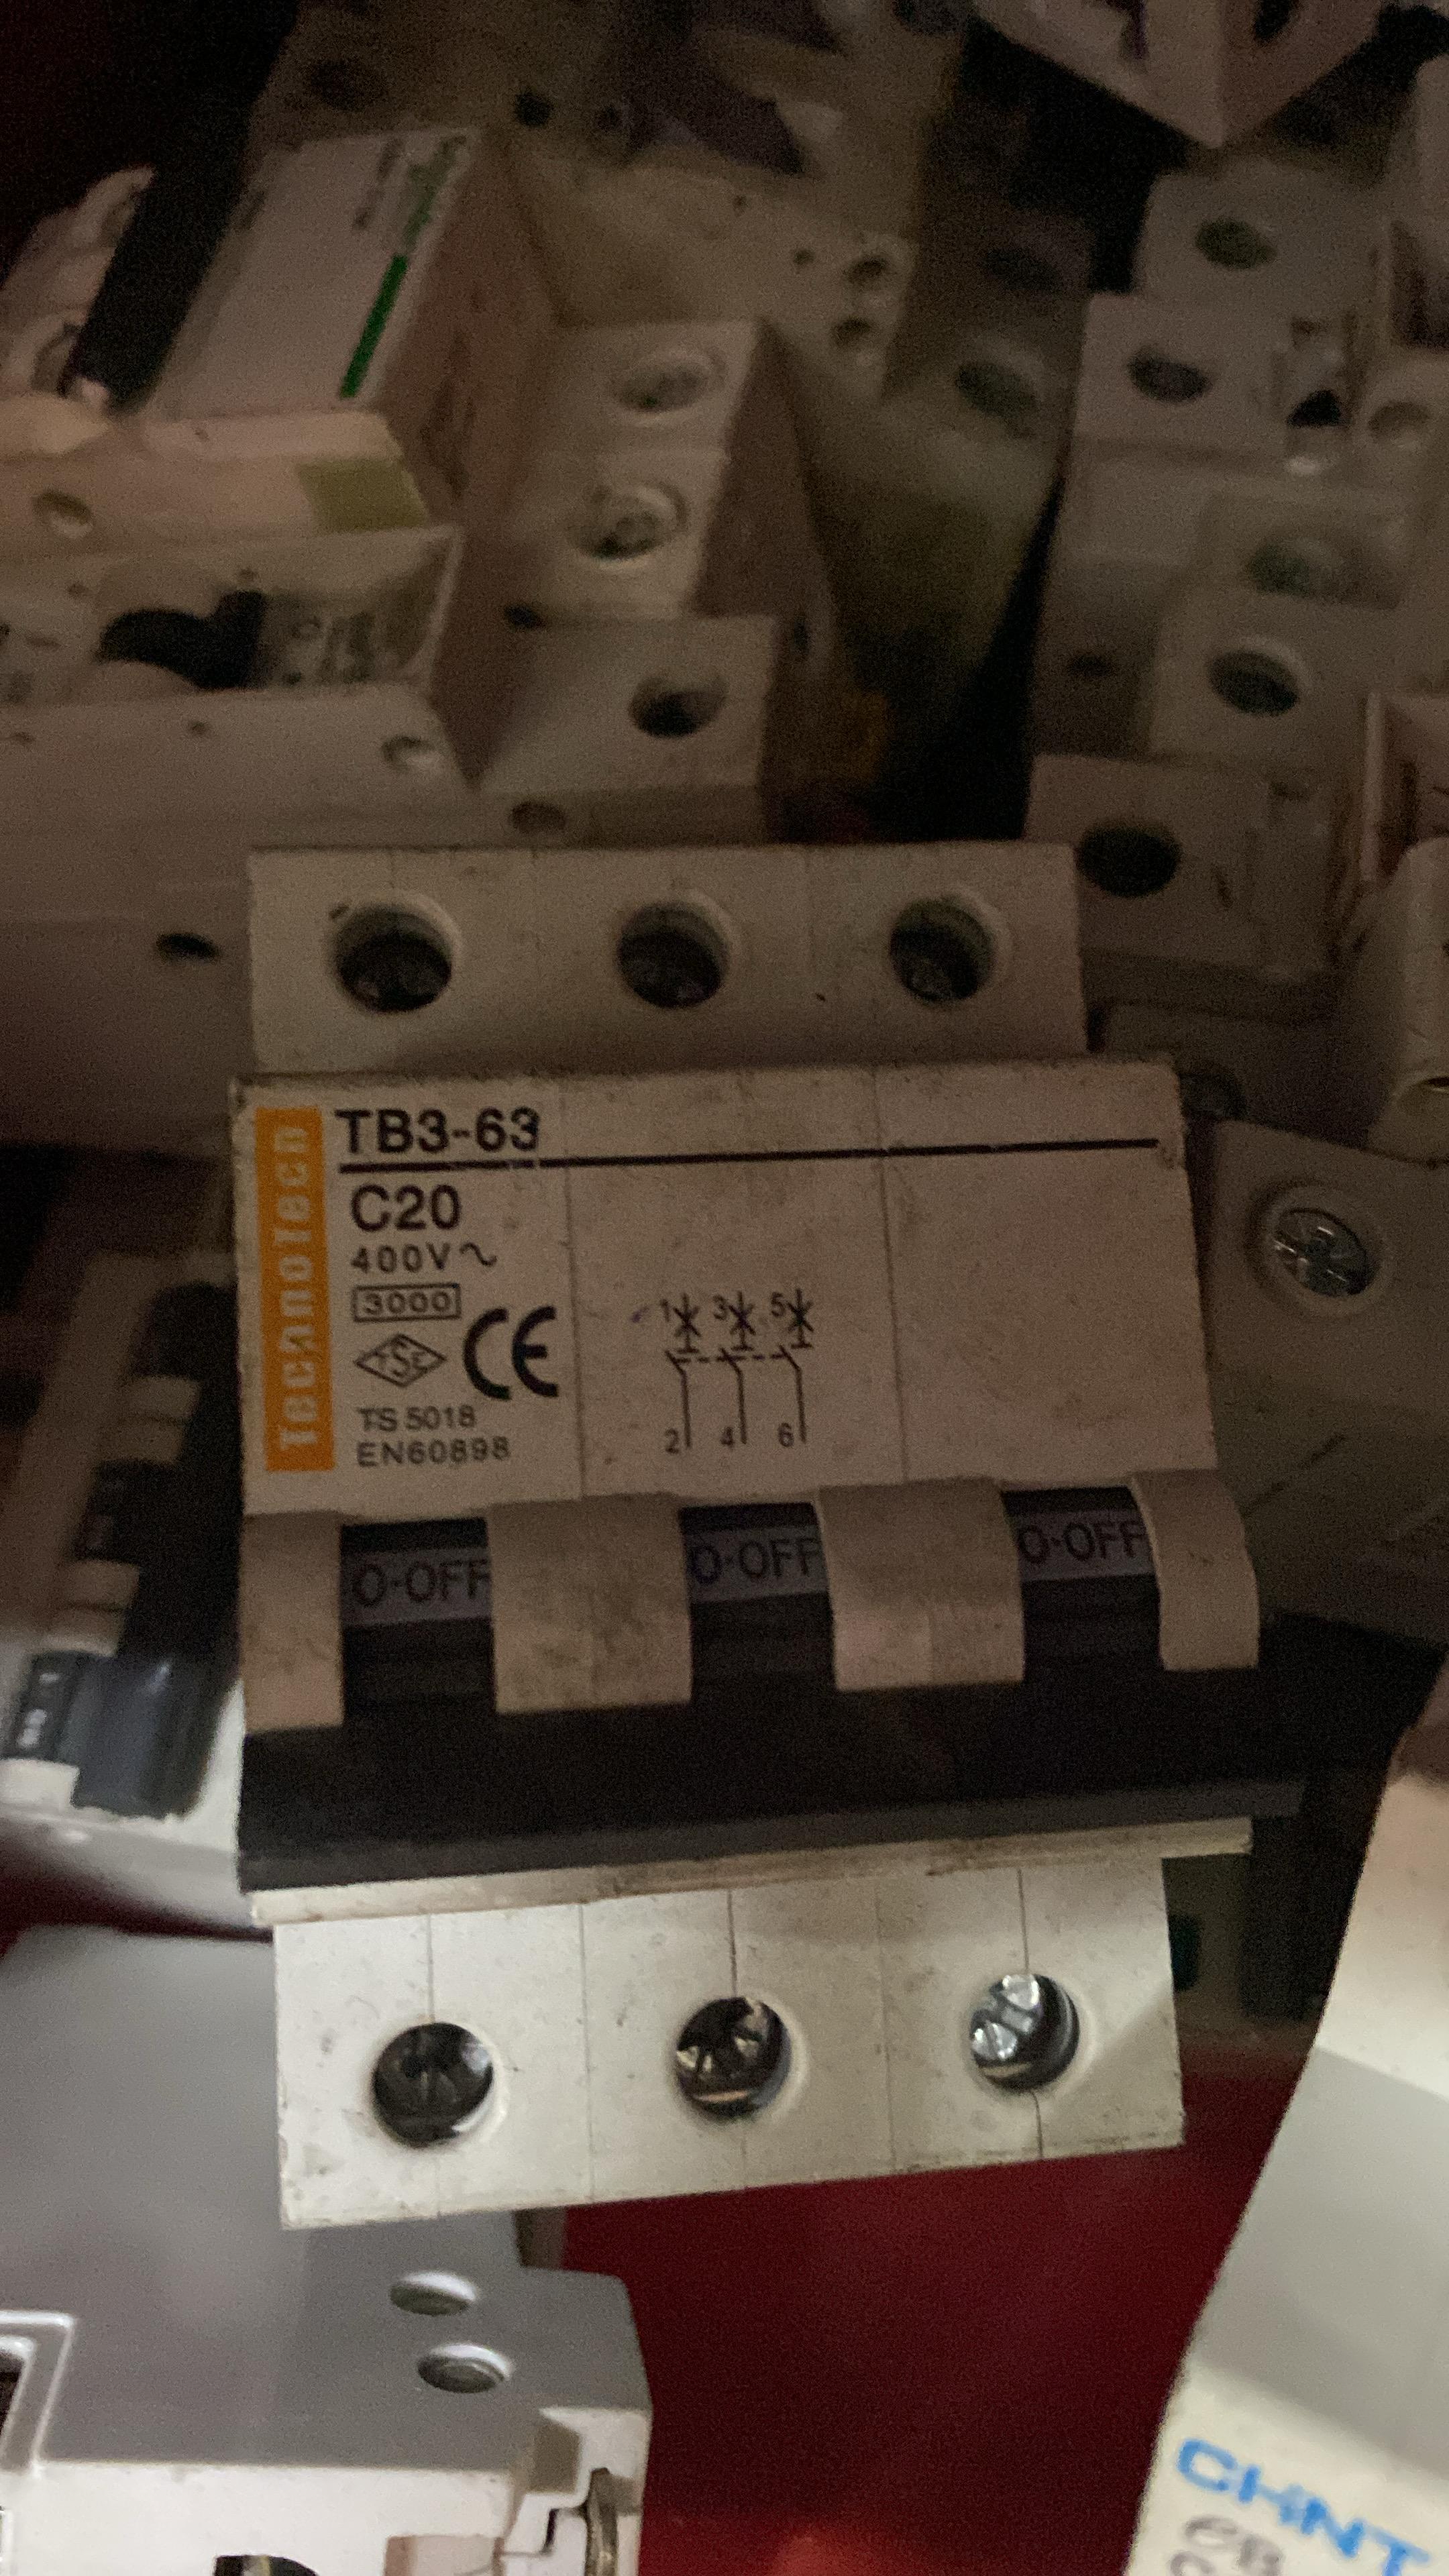 TechnoTech
TB3-63
C20
400V~
3000
TSE CE
TS 5018
EN60898
1 3 5
2 4 6
O-OFF O-OFF O-OFF
CHNT